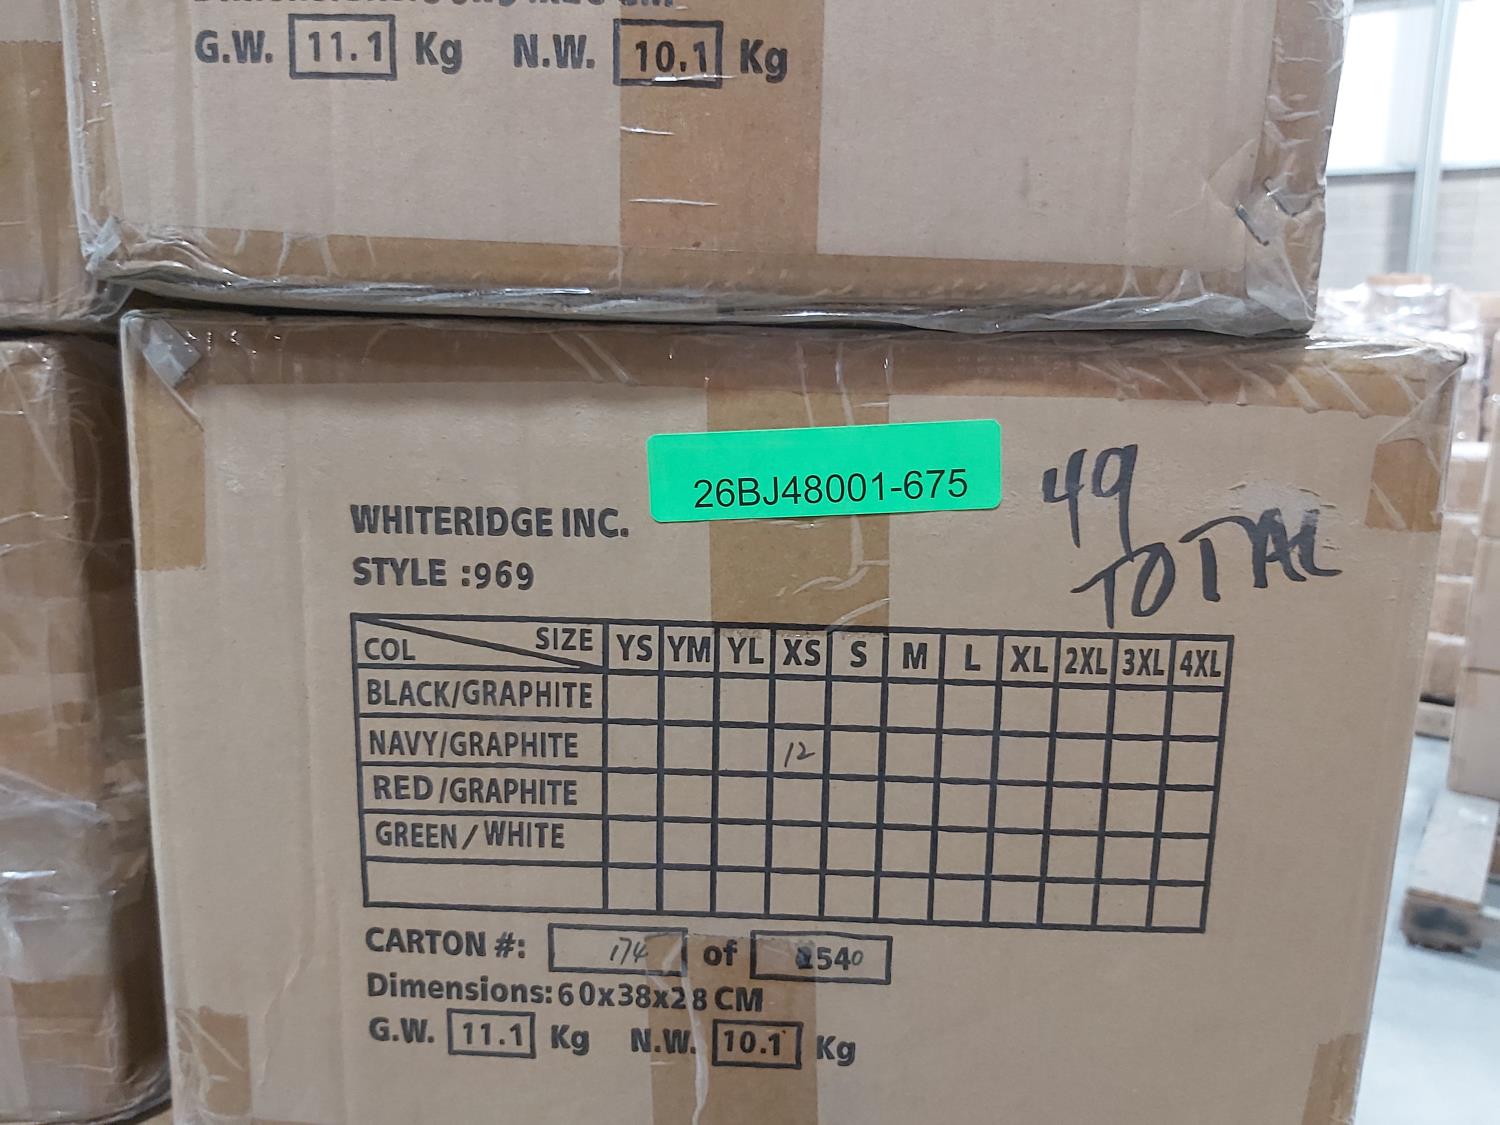 G.W. 11.1 Kg N.W. 10.1 Kg
26BJ48001-675
49
TOTAL
WHITERIDGE INC.
STYLE :969
COL SIZE YS YM YL XS S M L XL 2XL 3XL 4XL
BLACK/GRAPHITE
NAVY/GRAPHITE 12
RED/GRAPHITE
GREEN/WHITE
CARTON #: 174 of 2540
Dimensions: 60x38x28 CM
G.W. 11.1 Kg N.W. 10.1 Kg